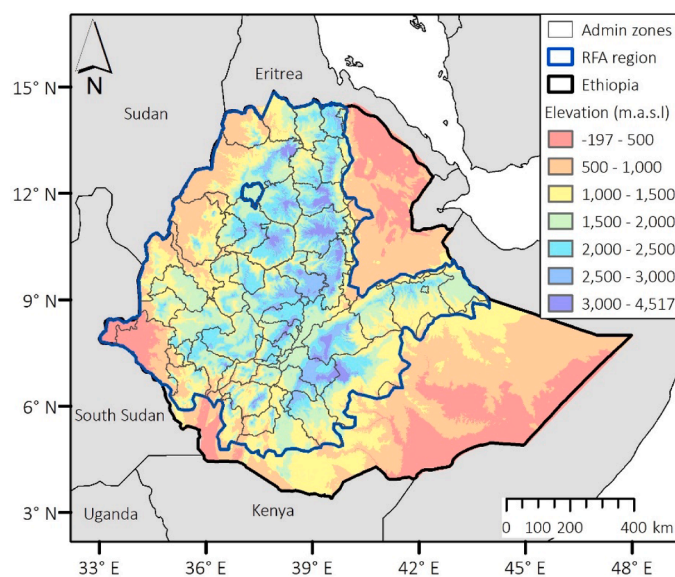 Admin zones
RFA region
Ethiopia
Elevation (m.a.s.l)
-197 - 500
500 - 1,000
1,000 - 1,500
1,500 - 2,000
2,000 - 2,500
2,500 - 3,000
3,000 - 4,517
N
Eritrea
Sudan
South Sudan
Uganda
Kenya
15° N
12° N
9° N
6° N
3° N
0 100 200 400 km
33° E 36° E 39° E 42° E 45° E 48° E